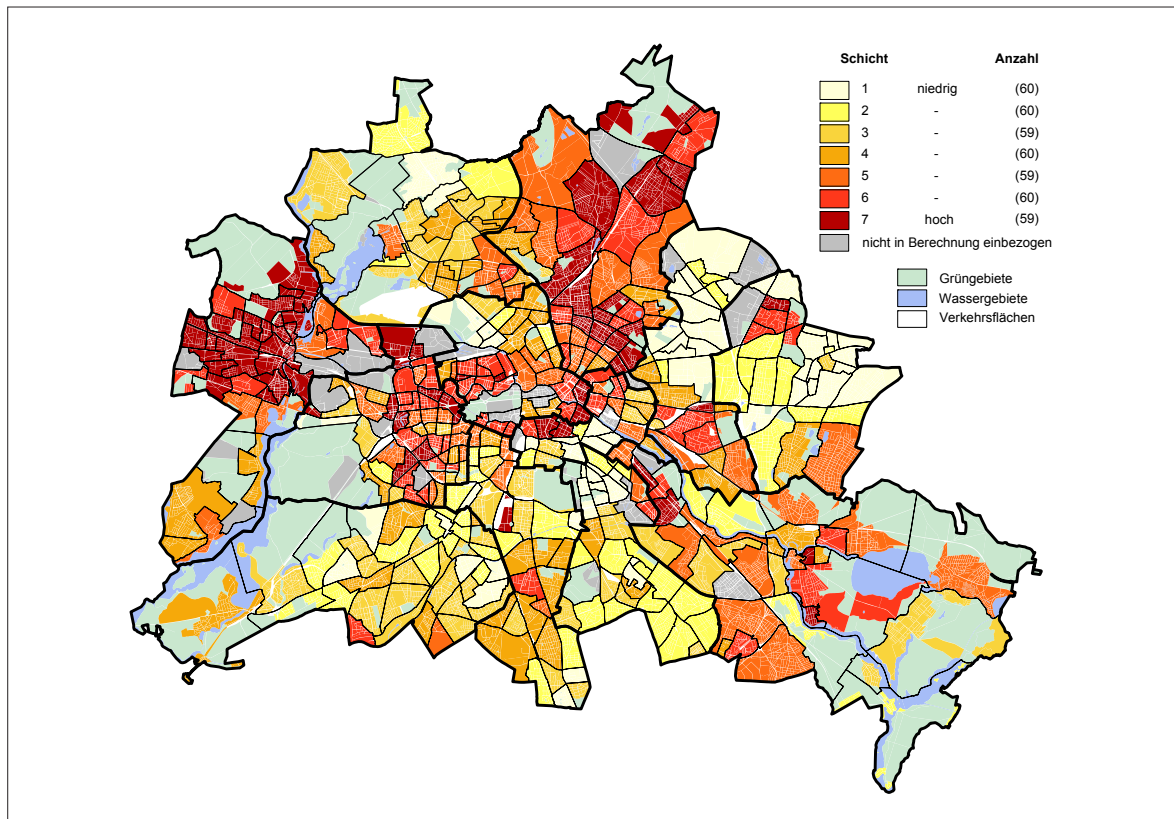 Schicht Anzahl
1 niedrig (60)
2 - (60)
3 - (59)
4 - (60)
5 - (59)
6 - (60)
7 hoch (59)
nicht in Berechnung einbezogen
Grüngebiete
Wassergebiete
Verkehrsflächen